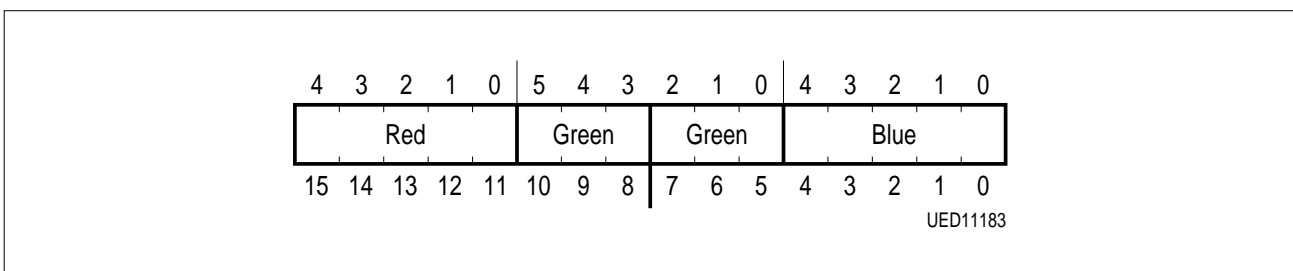 4 3 2 1 0 5 4 3 2 1 0 4 3 2 1 0
Red Green Green Blue
15 14 13 12 11 10 9 8 7 6 5 4 3 2 1 0
UED11183